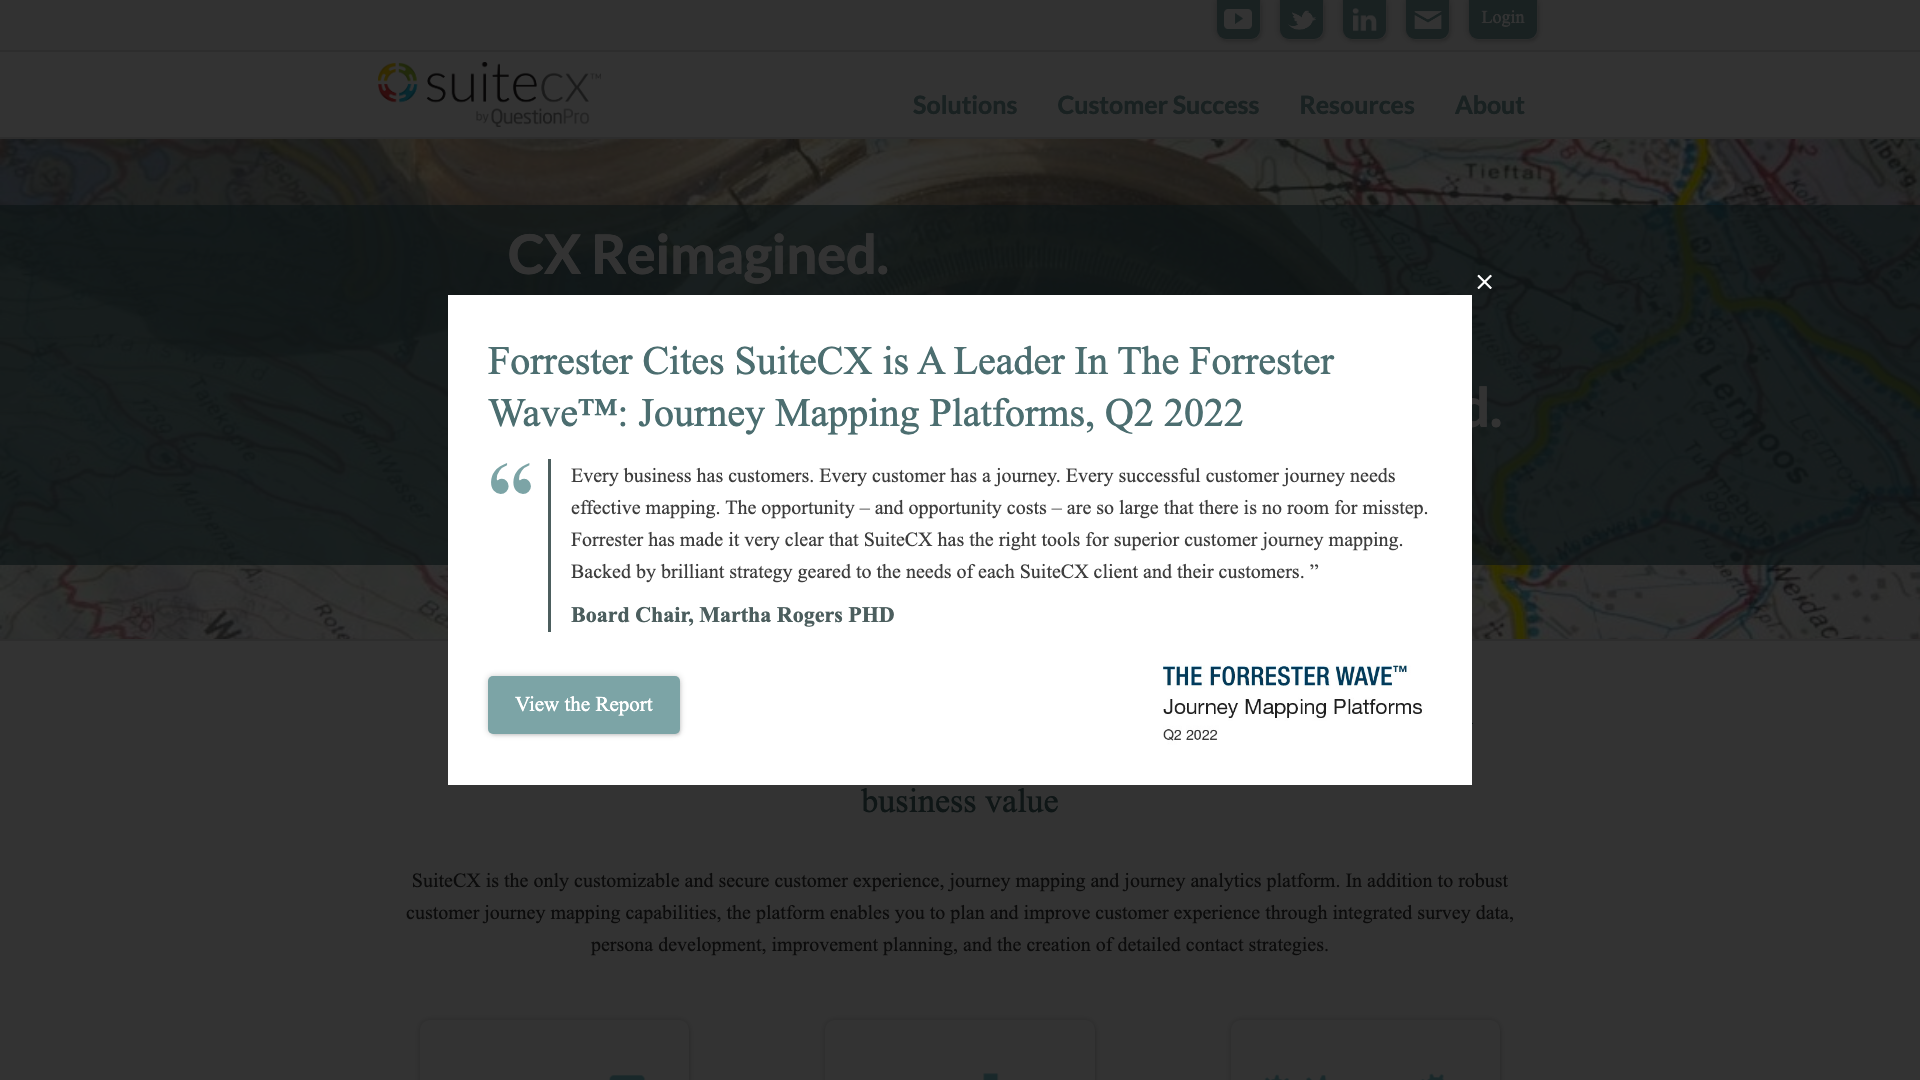 Login
suitecx™
by QuestionPro
Solutions
Customer Success
Resources
About
Tieftal
CX Reimagined.
d.
Lermoos
Forrester Cites SuiteCX is A Leader In The Forrester
Wave™: Journey Mapping Platforms, Q2 2022
“
Every business has customers. Every customer has a journey. Every successful customer journey needs
effective mapping. The opportunity – and opportunity costs – are so large that there is no room for misstep.
Forrester has made it very clear that SuiteCX has the right tools for superior customer journey mapping.
Backed by brilliant strategy geared to the needs of each SuiteCX client and their customers. ”
Board Chair, Martha Rogers PHD
View the Report
THE FORRESTER WAVE™
Journey Mapping Platforms
Q2 2022
business value
SuiteCX is the only customizable and secure customer experience, journey mapping and journey analytics platform. In addition to robust
customer journey mapping capabilities, the platform enables you to plan and improve customer experience through integrated survey data,
persona development, improvement planning, and the creation of detailed contact strategies.